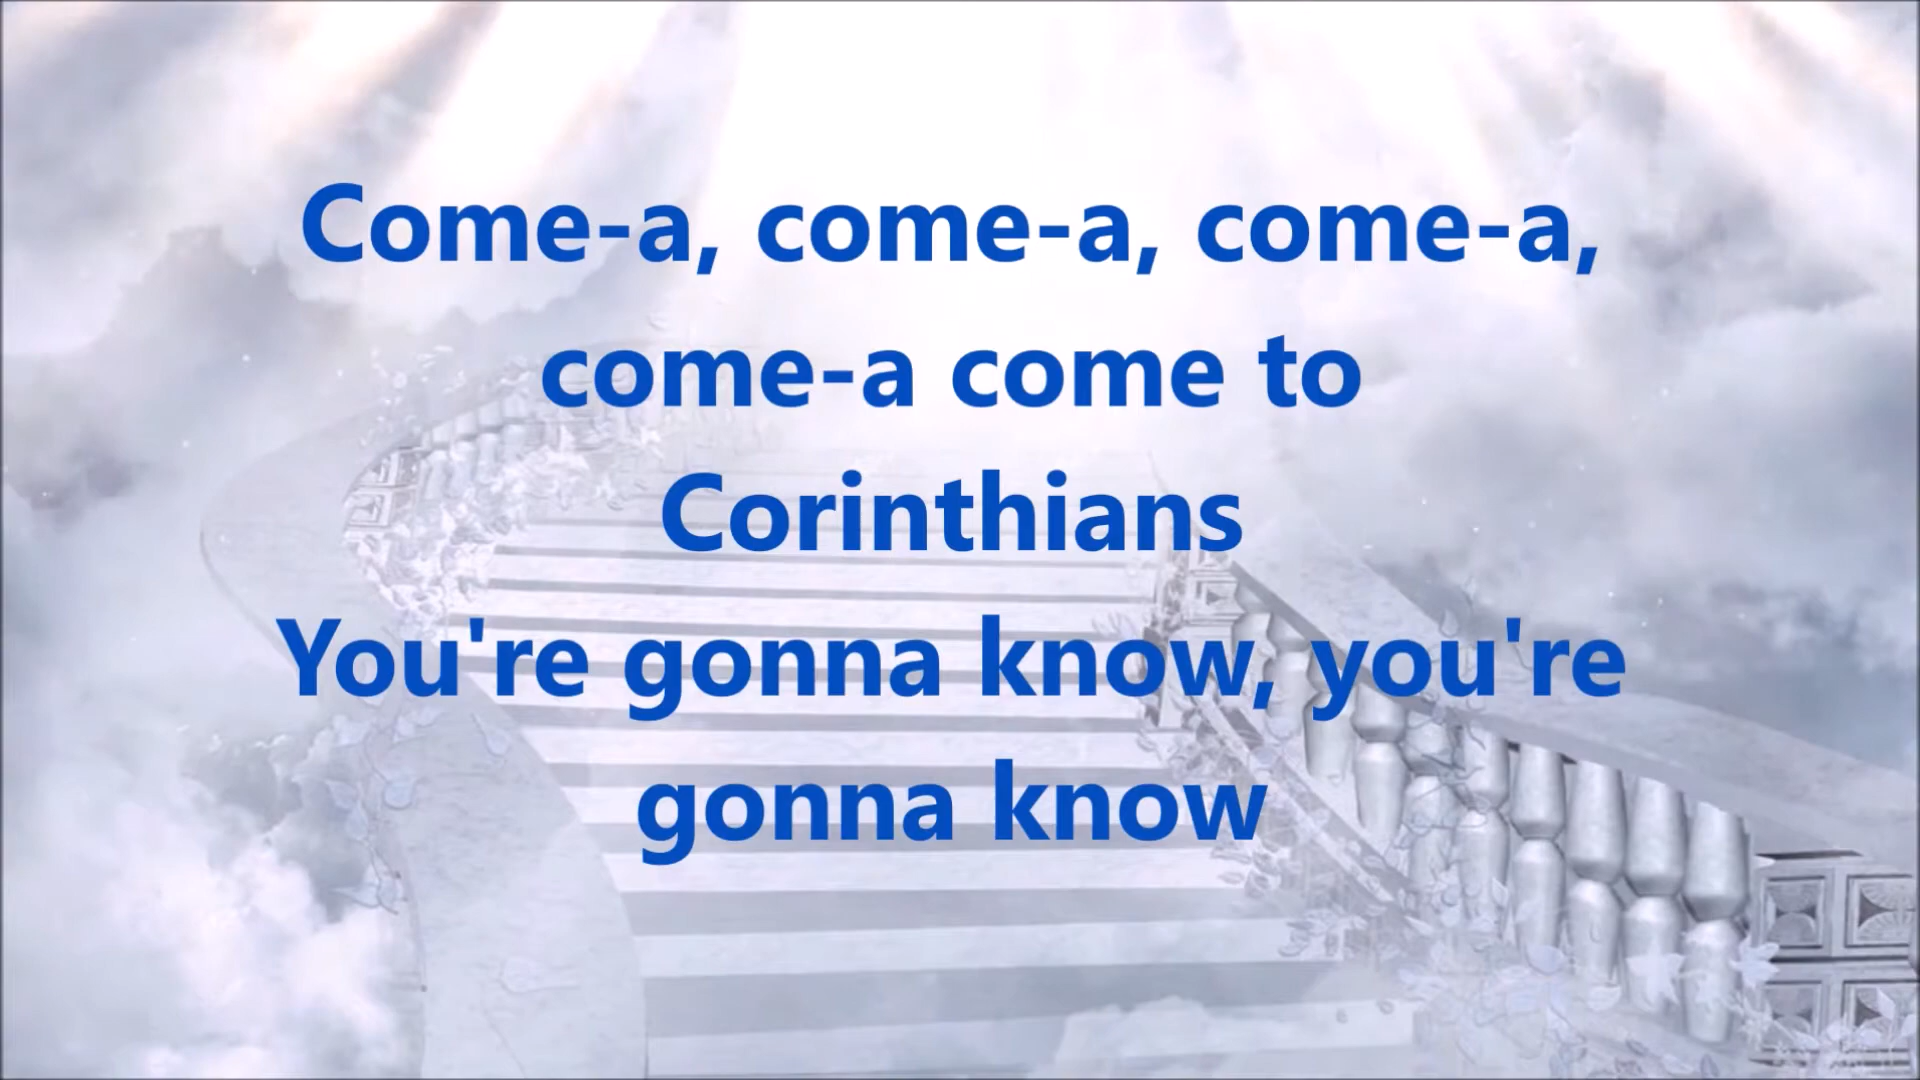 Come-a, come-a, come-a,
come-a come to
Corinthians
You're gonna know, you're
gonna know